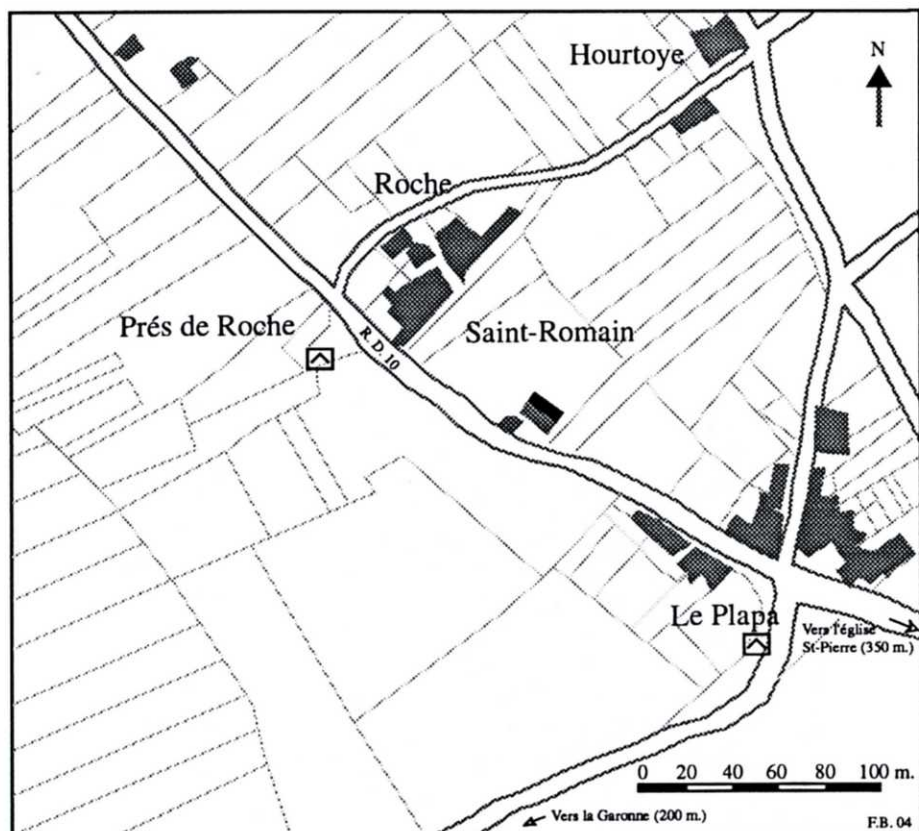 Hourtoye
N
Roche
Prés de Roche
R. D. 10
Saint-Romain
Le Plapa
Vers l'église
St-Pierre (350 m.)
0 20 40 60 80 100 m.
Vers la Garonne (200 m.)
F.B. 04